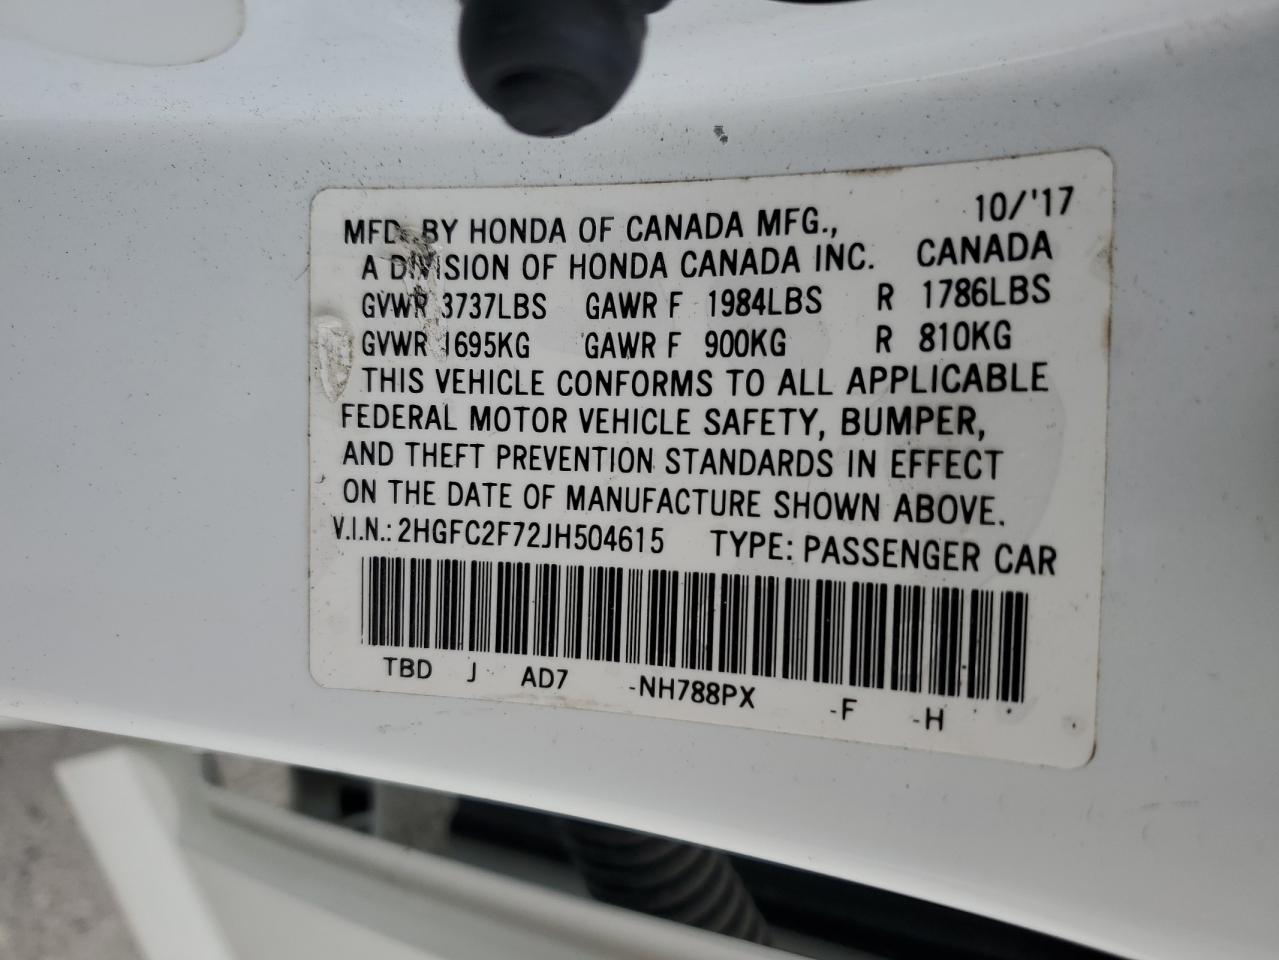 10/'17
MFD. BY HONDA OF CANADA MFG.,
A DIVISION OF HONDA CANADA INC. CANADA
GVWR 3737LBS GAWR F 1984LBS R 1786LBS
GVWR 1695KG GAWR F 900KG R 810KG
THIS VEHICLE CONFORMS TO ALL APPLICABLE
FEDERAL MOTOR VEHICLE SAFETY, BUMPER,
AND THEFT PREVENTION STANDARDS IN EFFECT
ON THE DATE OF MANUFACTURE SHOWN ABOVE.
V.I.N.: 2HGFC2F72JH504615 TYPE: PASSENGER CAR
TBD J AD7 -NH788PX -F -H